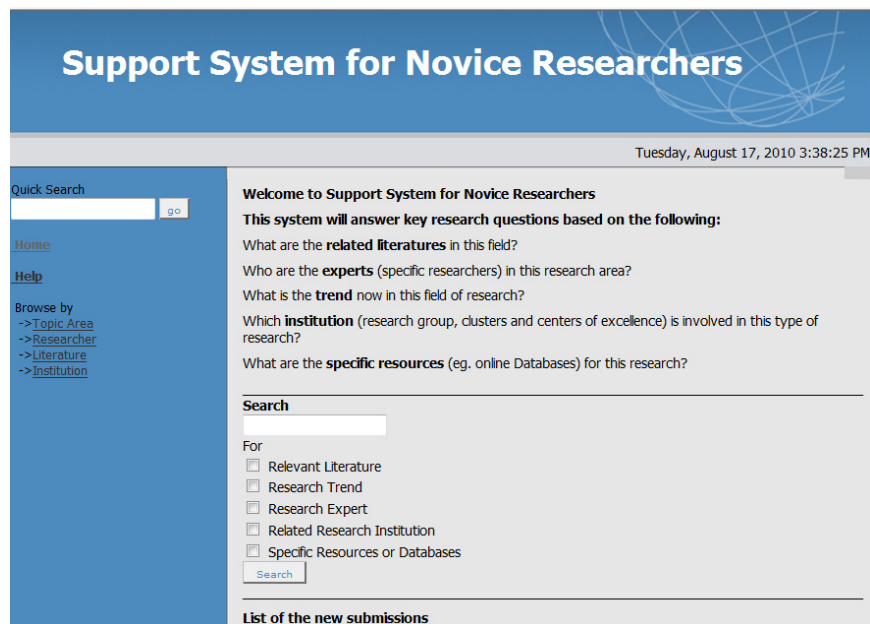 Support System for Novice Researchers
Tuesday, August 17, 2010 3:38:25 PM
Quick Search
go
Home
Help
Browse by
->Topic Area
->Researcher
->Literature
->Institution
Welcome to Support System for Novice Researchers
This system will answer key research questions based on the following:
What are the related literatures in this field?
Who are the experts (specific researchers) in this research area?
What is the trend now in this field of research?
Which institution (research group, clusters and centers of excellence) is involved in this type of
research?
What are the specific resources (eg. online Databases) for this research?
Search
For
Relevant Literature
Research Trend
Research Expert
Related Research Institution
Specific Resources or Databases
Search
List of the new submissions